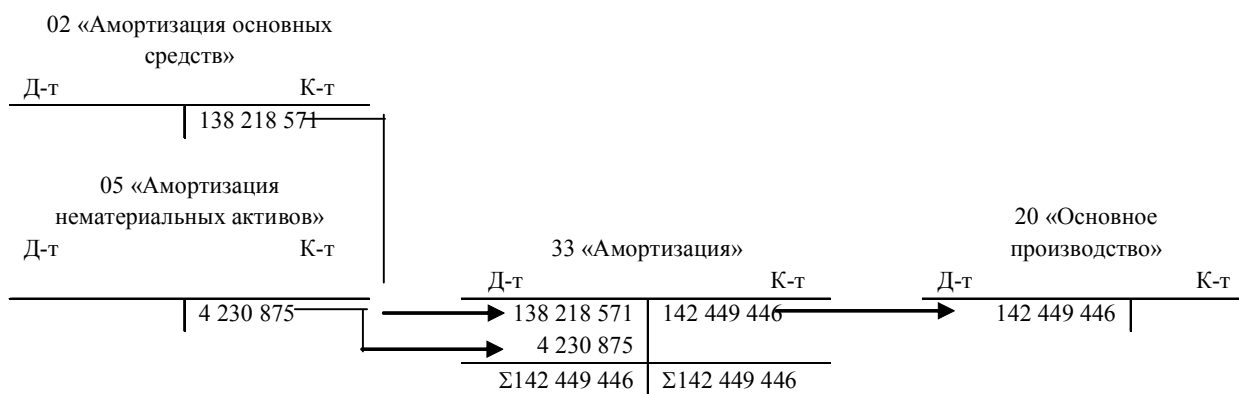 02 «Амортизация основных
средств»
Д-т К-т
138 218 571
05 «Амортизация
нематериальных активов»
Д-т К-т
4 230 875
33 «Амортизация»
Д-т К-т
138 218 571 142 449 446
4 230 875
Σ142 449 446 Σ142 449 446
20 «Основное
производство»
Д-т К-т
142 449 446